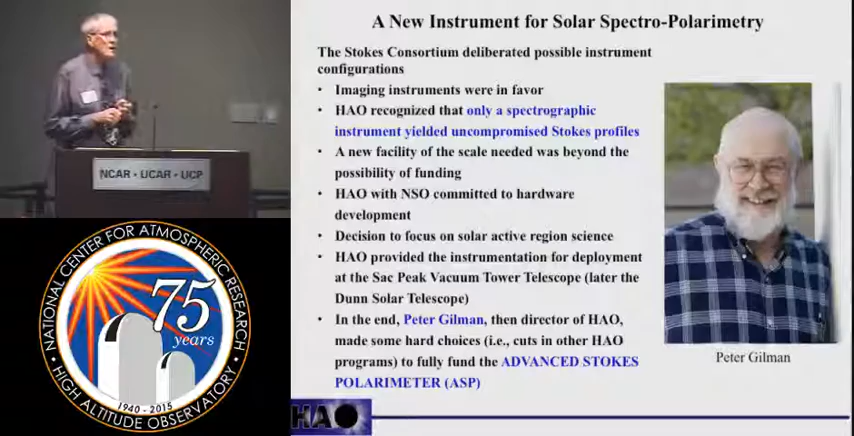 A New Instrument for Solar Spectro-Polarimetry
The Stokes Consortium deliberated possible instrument
configurations
• Imaging instruments were in favor
• HAO recognized that only a spectrographic
instrument yielded uncompromised Stokes profiles
• A new facility of the scale needed was beyond the
possibility of funding
• HAO with NSO committed to hardware
development
• Decision to focus on solar active region science
• HAO provided the instrumentation for deployment
at the Sac Peak Vacuum Tower Telescope (later the
Dunn Solar Telescope)
• In the end, Peter Gilman, then director of HAO,
made some hard choices (i.e., cuts in other HAO
programs) to fully fund the ADVANCED STOKES
POLARIMETER (ASP)
Peter Gilman
HAO
NCAR • UCAR • UCP
NATIONAL CENTER FOR ATMOSPHERIC RESEARCH
75
years
1940 - 2015
• HIGH ALTITUDE OBSERVATORY •